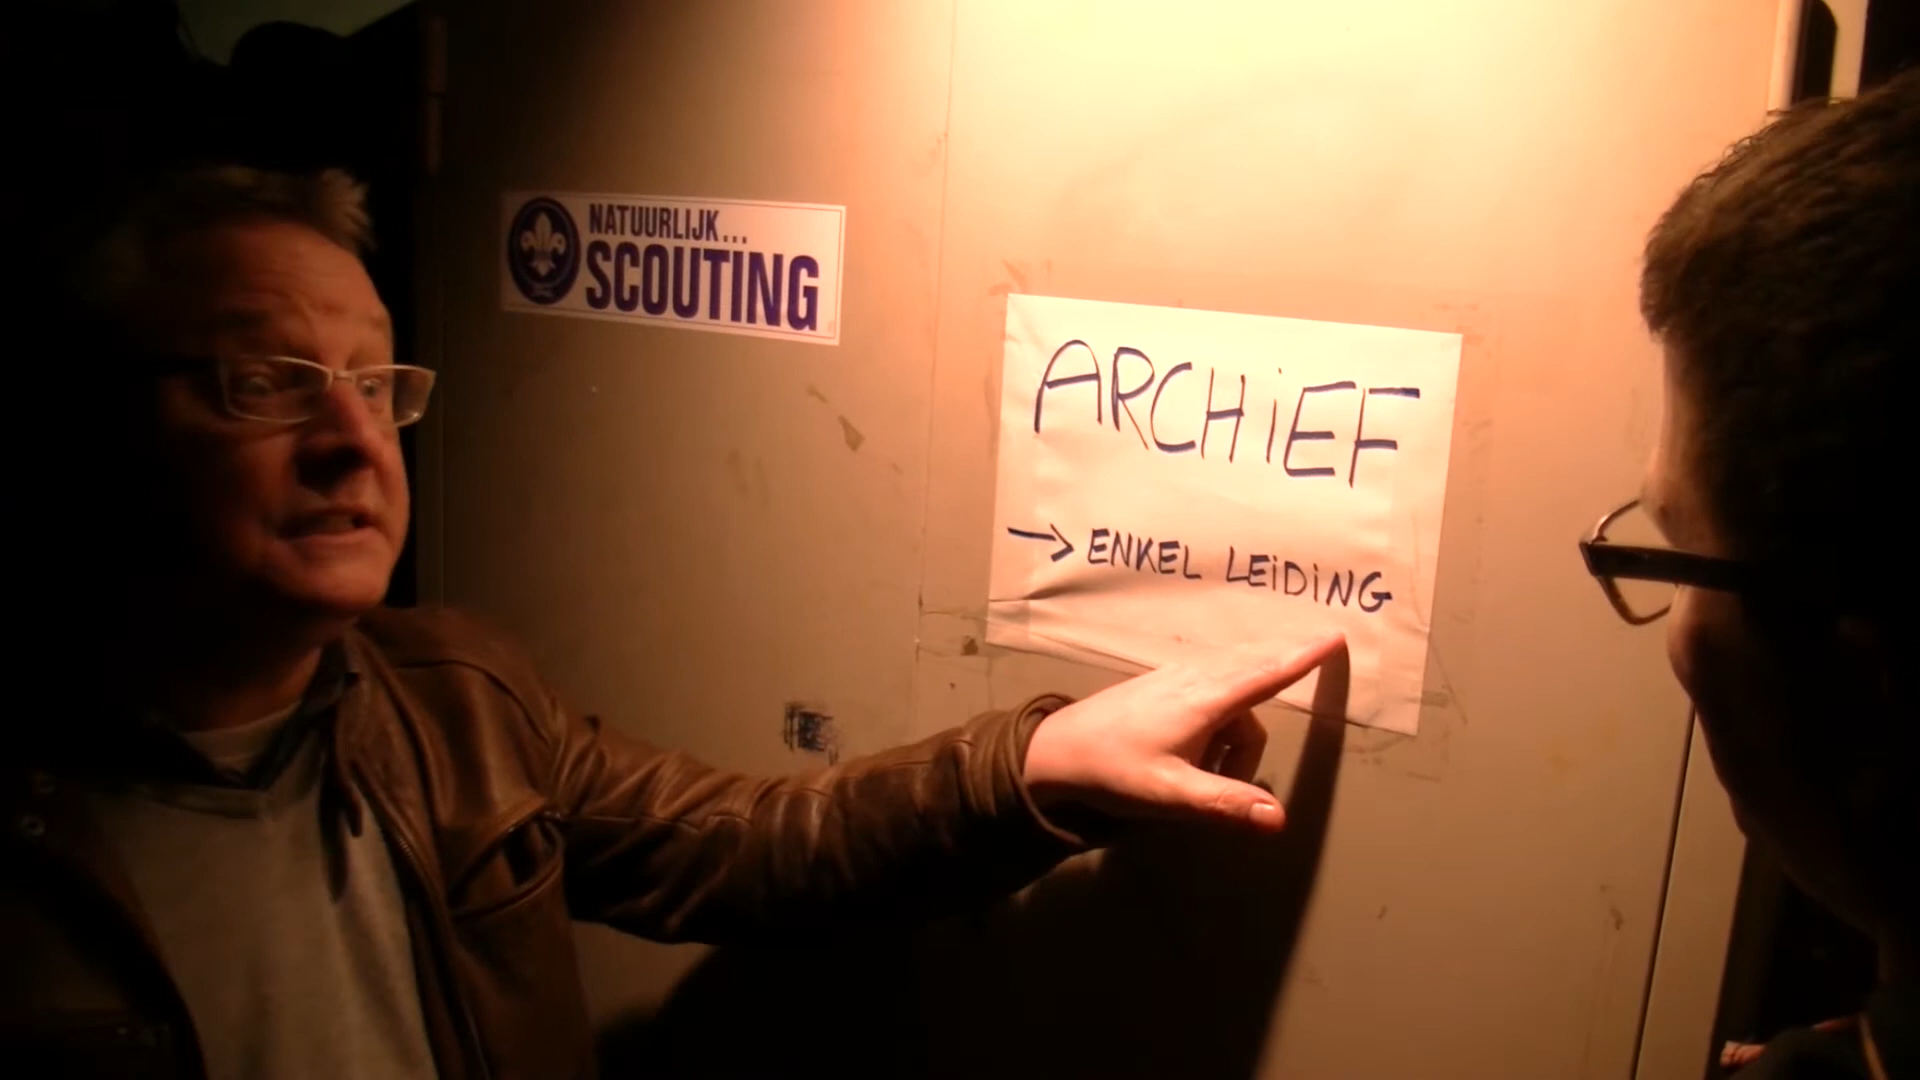 NATUURLIJK...
SCOUTING
ARCHiEF
→ ENKEL LEiDiNG